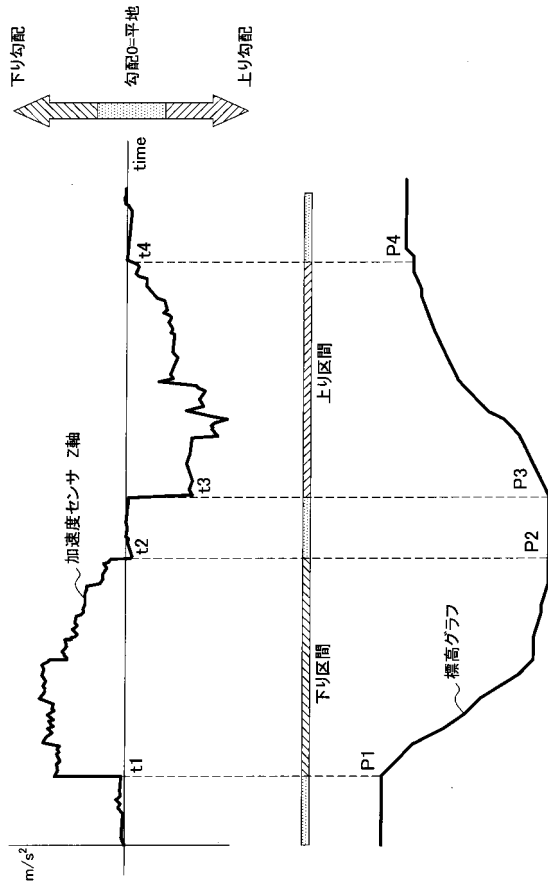 m/s²
加速度センサ Z軸
t1
t2
t3
t4
time
下り勾配
勾配0=平地
上り勾配
下り区間
上り区間
標高グラフ
P1
P2
P3
P4